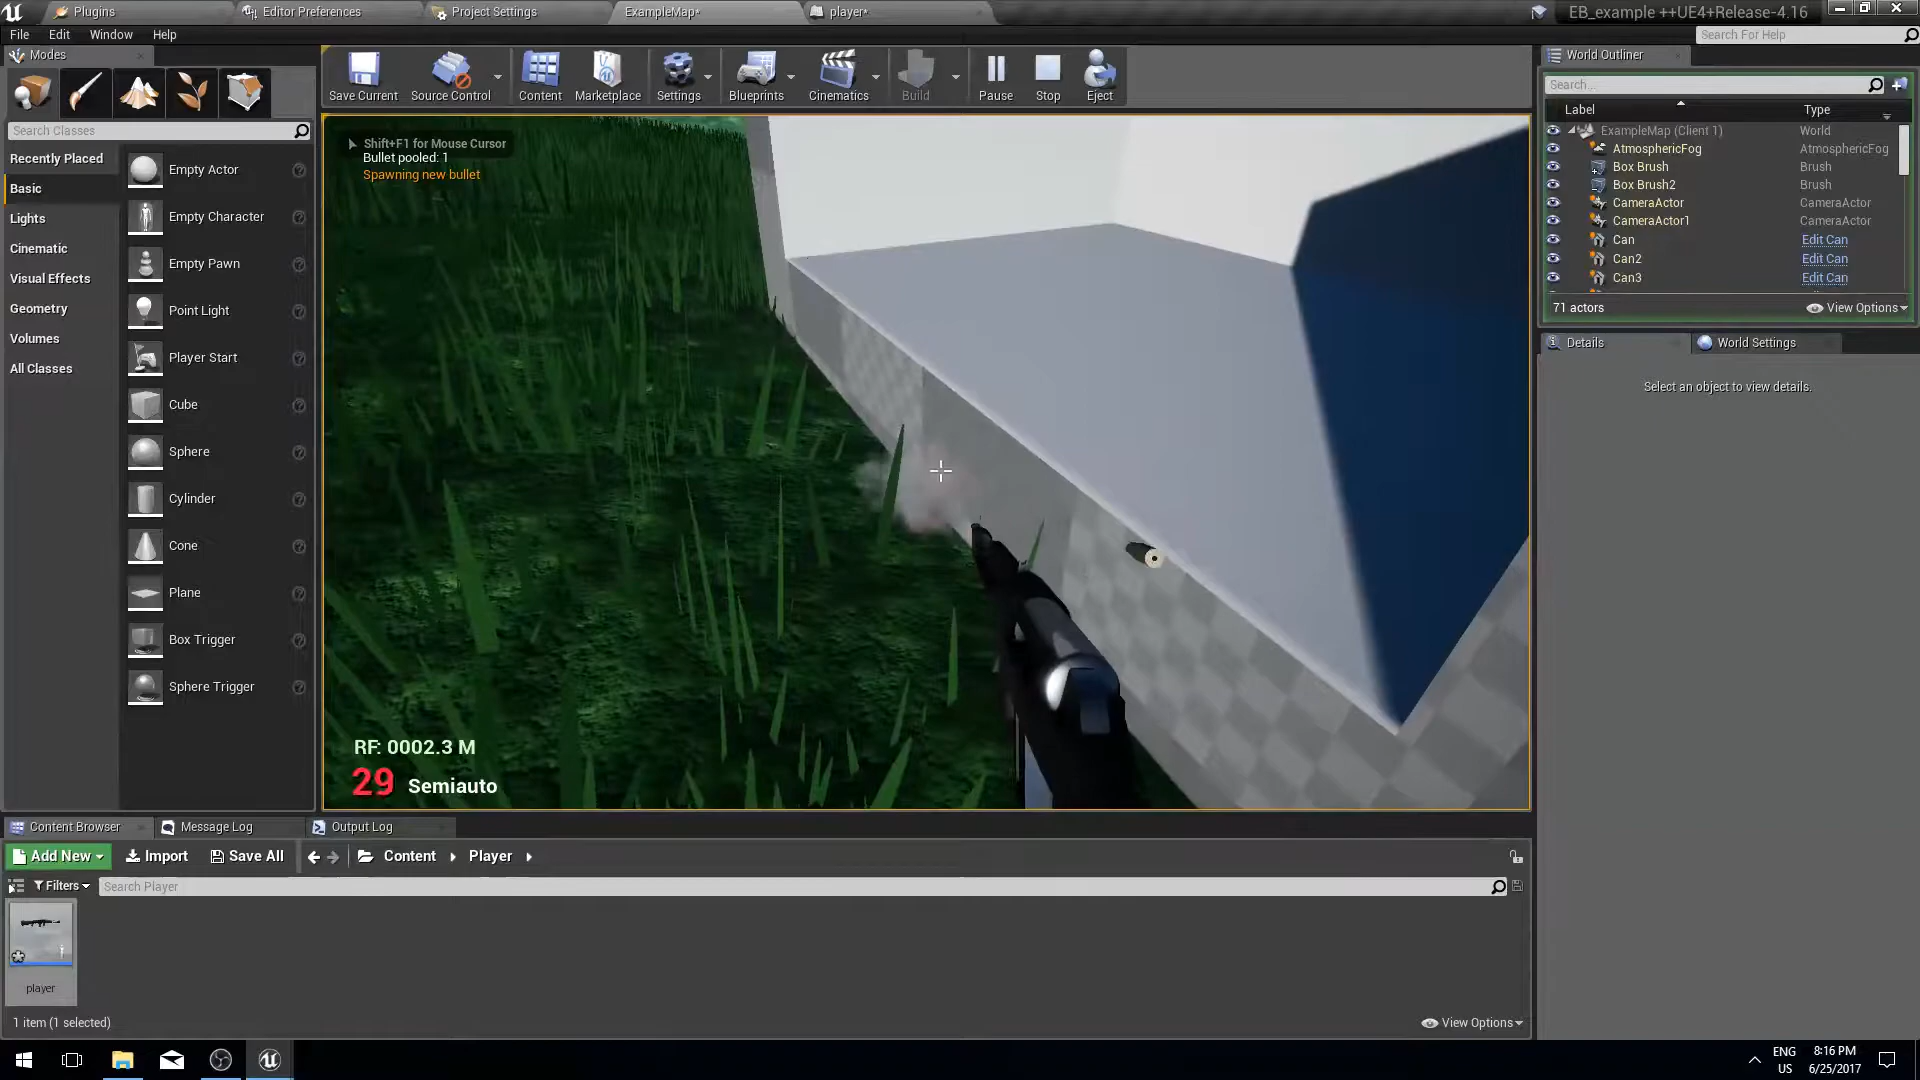 Plugins
Editor Preferences
Project Settings
ExampleMap*
player*
EB_example ++UE4+Release-4.16
File
Edit
Window
Help
Search For Help
Modes
Save Current
Source Control
Content
Marketplace
Settings
Blueprints
Cinematics
Build
Pause
Stop
Eject
World Outliner
Search...
Label
Type
Search Classes
Recently Placed
Basic
Lights
Cinematic
Visual Effects
Geometry
Volumes
All Classes
Empty Actor
Empty Character
Empty Pawn
Point Light
Player Start
Cube
Sphere
Cylinder
Cone
Plane
Box Trigger
Sphere Trigger
Shift+F1 for Mouse Cursor
Bullet pooled: 1
Spawning new bullet
RF: 0002.3 M
29 Semiauto
ExampleMap (Client 1) World
AtmosphericFog AtmosphericFog
Box Brush Brush
Box Brush2 Brush
CameraActor CameraActor
CameraActor1 CameraActor
Can Edit Can
Can2 Edit Can
Can3 Edit Can
71 actors
View Options
Details
World Settings
Select an object to view details.
Content Browser
Message Log
Output Log
Add New
Import
Save All
Content
Player
Filters
Search Player
player
1 item (1 selected)
View Options
ENG
US
8:16 PM
6/25/2017